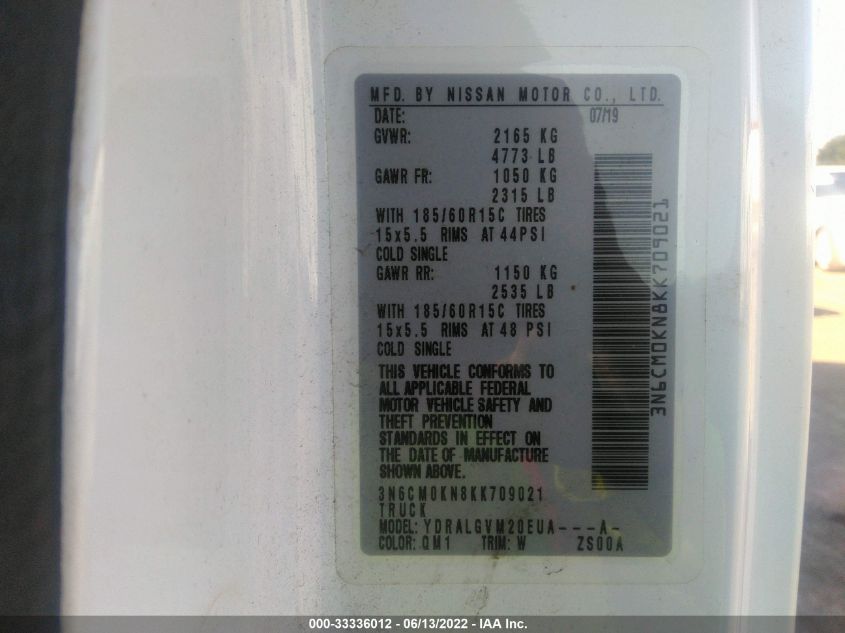 MFD. BY NISSAN MOTOR CO., LTD.
DATE: 07/19
GVWR: 2165 KG
4773 LB
GAWR FR: 1050 KG
2315 LB
WITH 185/60R15C TIRES
15x5.5 RIMS AT 44PSI
COLD SINGLE
GAWR RR: 1150 KG
2535 LB
WITH 185/60R15C TIRES
15x5.5 RIMS AT 48 PSI
COLD SINGLE
THIS VEHICLE CONFORMS TO
ALL APPLICABLE FEDERAL
MOTOR VEHICLE SAFETY AND
THEFT PREVENTION
STANDARDS IN EFFECT ON
THE DATE OF MANUFACTURE
SHOWN ABOVE.
3N6CM0KN8KK709021
TRUCK
MODEL: YDRALGVM20EUA---A-
COLOR: QM1 TRIM: W ZS00A
3N6CM0KN8KK709021
000-33336012 - 06/13/2022 - IAA Inc.